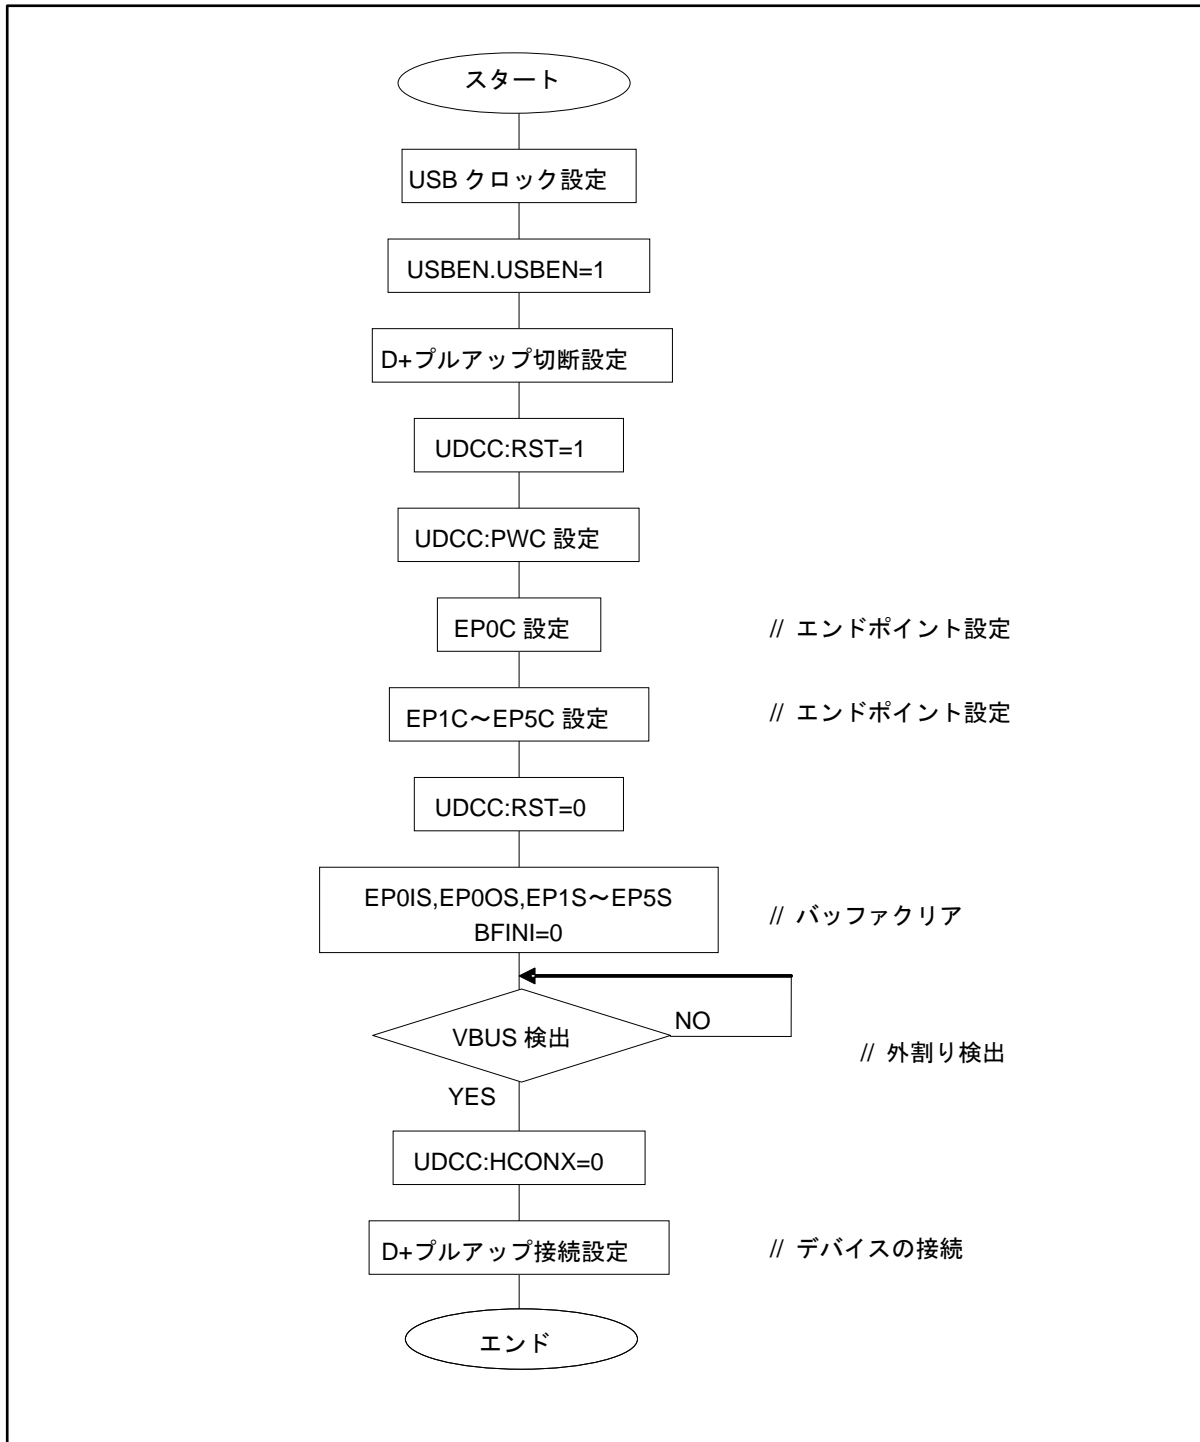 スタート
USB クロック設定
USBEN.USBEN=1
D+プルアップ切断設定
UDCC:RST=1
UDCC:PWC 設定
EP0C 設定
// エンドポイント設定
EP1C～EP5C 設定
// エンドポイント設定
UDCC:RST=0
EP0IS,EP0OS,EP1S～EP5S
BFINI=0
// バッファクリア
VBUS 検出
NO
// 外割り検出
YES
UDCC:HCONX=0
D+プルアップ接続設定
// デバイスの接続
エンド